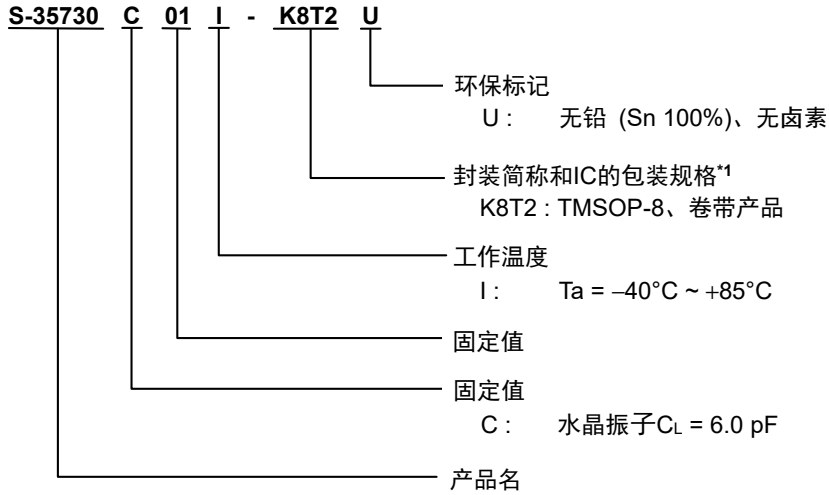 S-35730 C 01 I - K8T2 U
环保标记
U : 无铅 (Sn 100%)、无卤素
封装简称和IC的包装规格*1
K8T2 : TMSOP-8、卷带产品
工作温度
I : Ta = −40°C ~ +85°C
固定值
固定值
C : 水晶振子CL = 6.0 pF
产品名